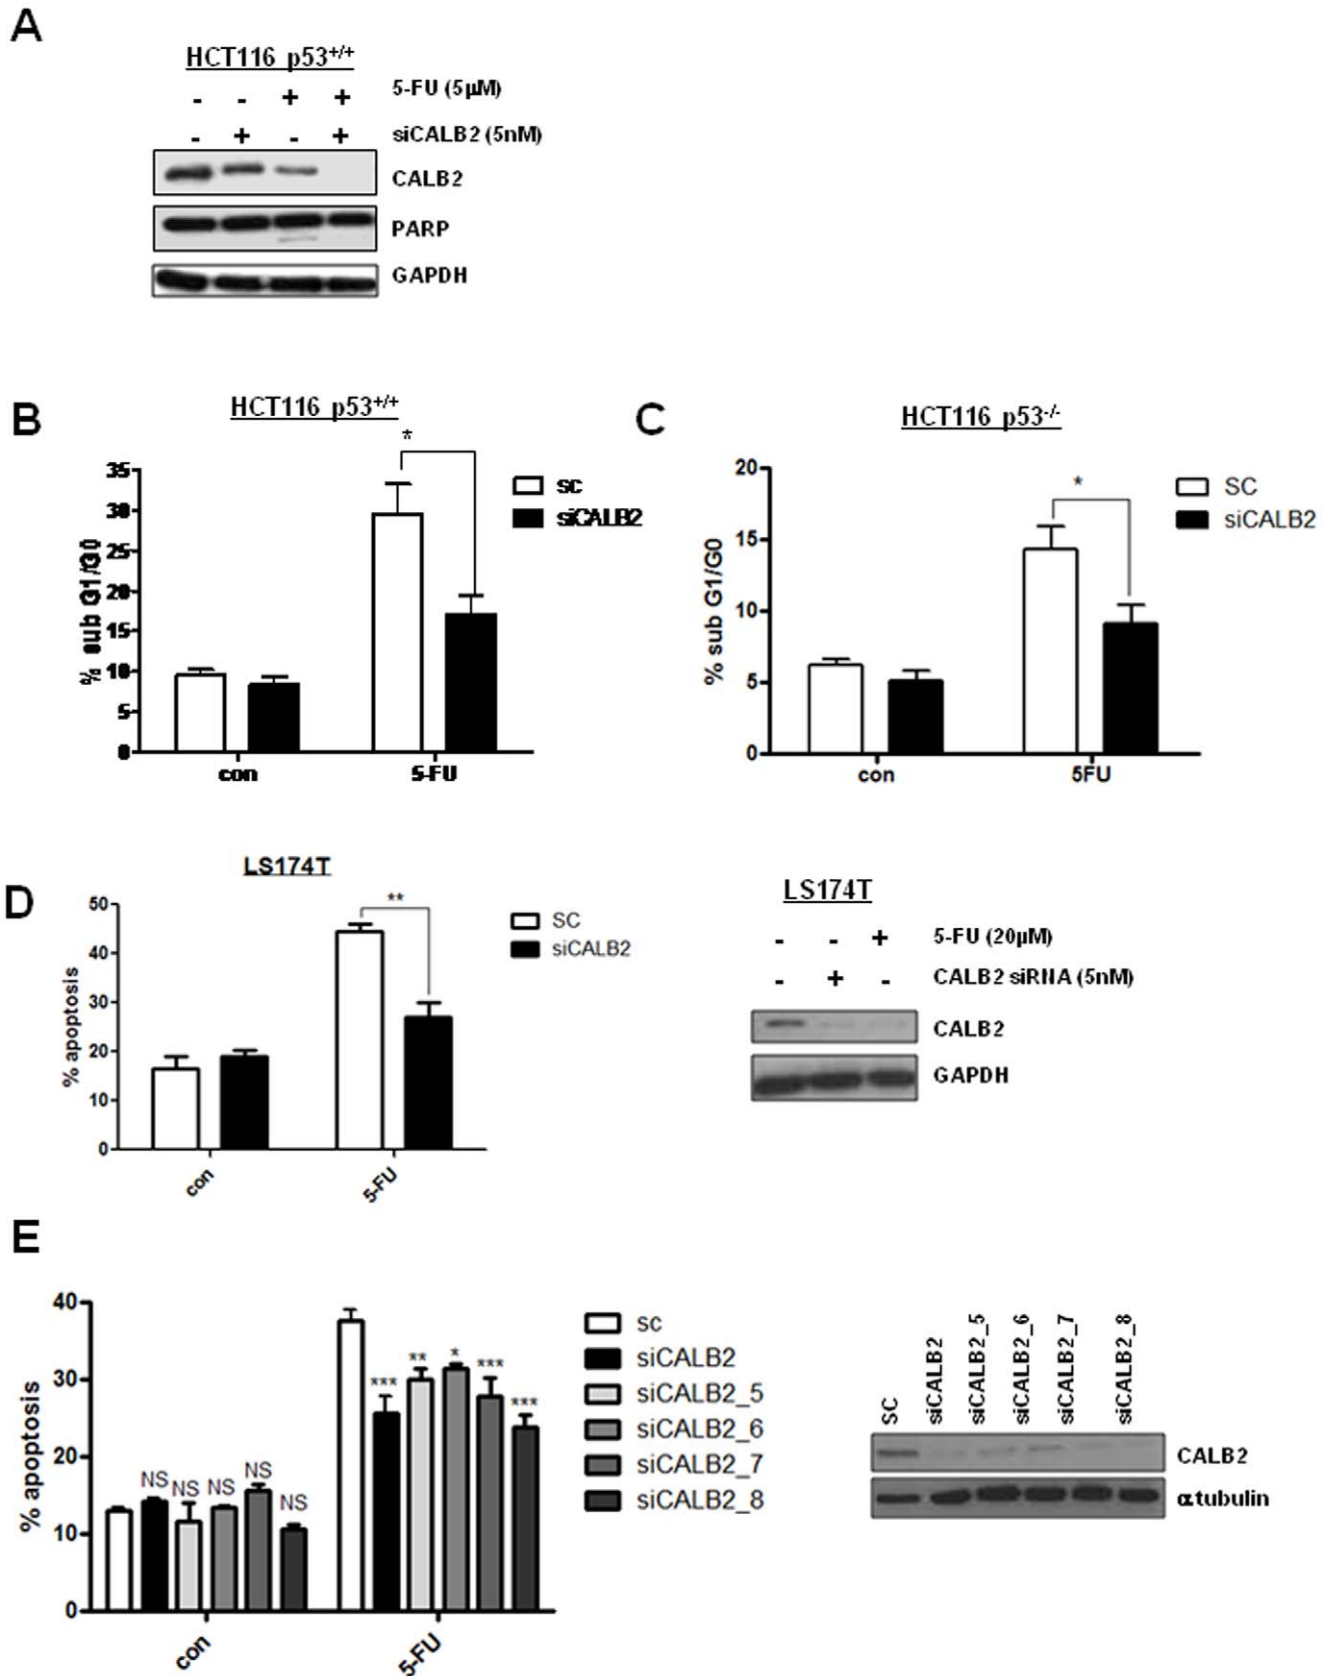 A
HCT116 p53+/+
- - + + 5-FU (5µM)
- + - + siCALB2 (5nM)
CALB2
PARP
GAPDH
B
HCT116 p53+/+
*
35
30
25
20
15
10
5
0
% sub G1/G0
con 5-FU
sc
siCALB2
C
HCT116 p53-/-
*
20
15
10
5
0
% sub G1/G0
con 5FU
SC
siCALB2
D
LS174T
**
50
40
30
20
10
0
% apoptosis
con 5-FU
SC
siCALB2
LS174T
- - + 5-FU (20µM)
- + - CALB2 siRNA (5nM)
CALB2
GAPDH
E
40
30
20
10
0
% apoptosis
NS NS NS NS NS
*** ** * *** ***
con 5-FU
sc
siCALB2
siCALB2_5
siCALB2_6
siCALB2_7
siCALB2_8
SC siCALB2 siCALB2_5 siCALB2_6 siCALB2_7 siCALB2_8
CALB2
αtubulin